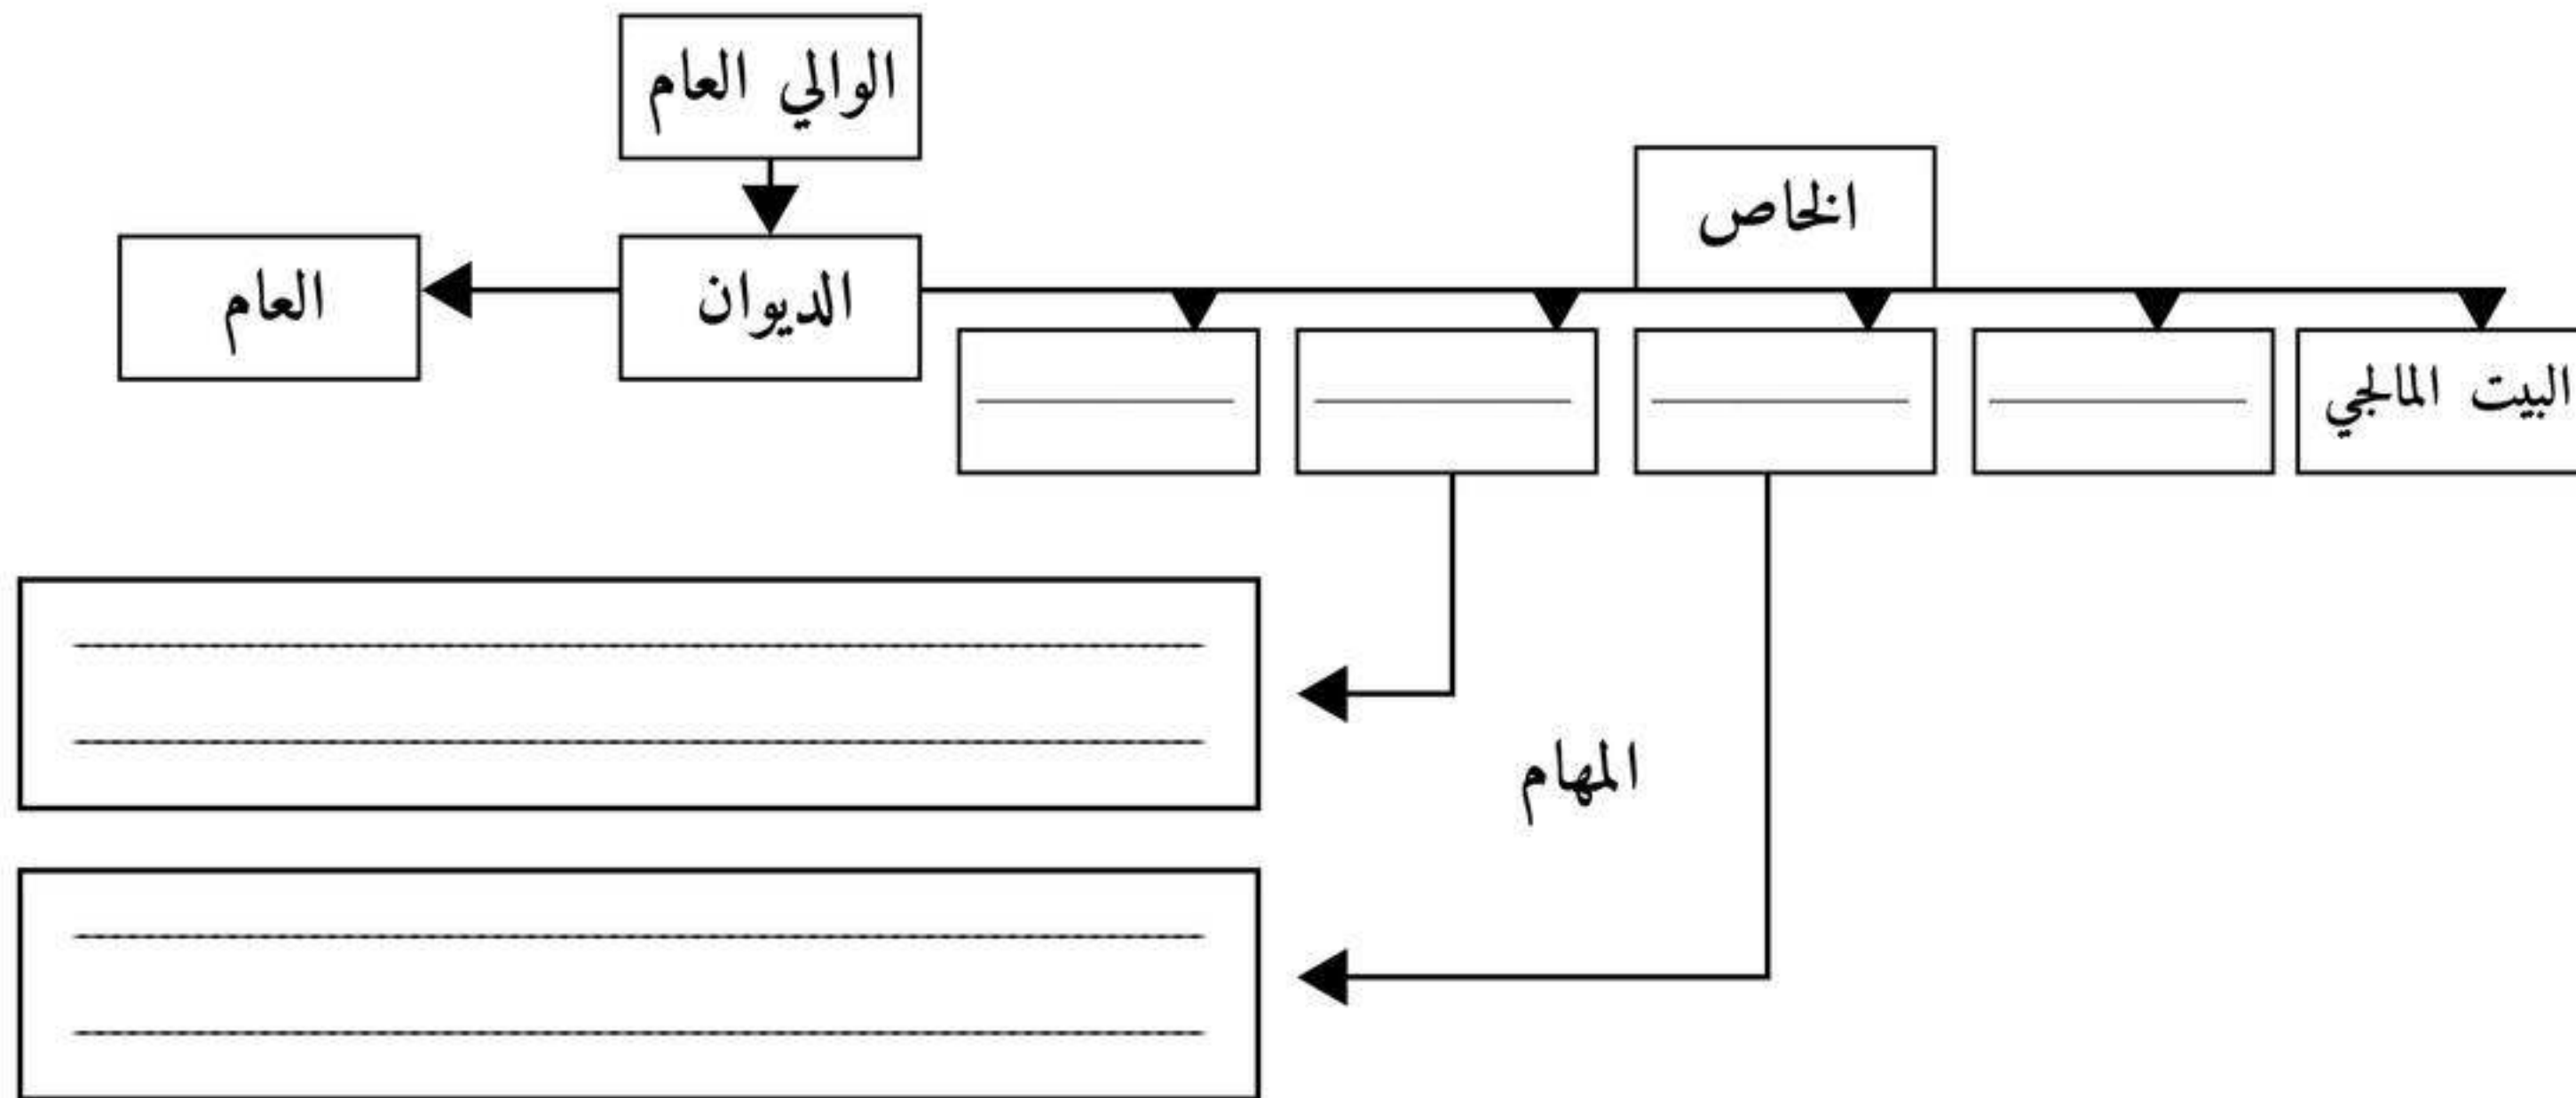 الوالي العام
الخاص
الديوان
العام
البيت المالجي
المهام